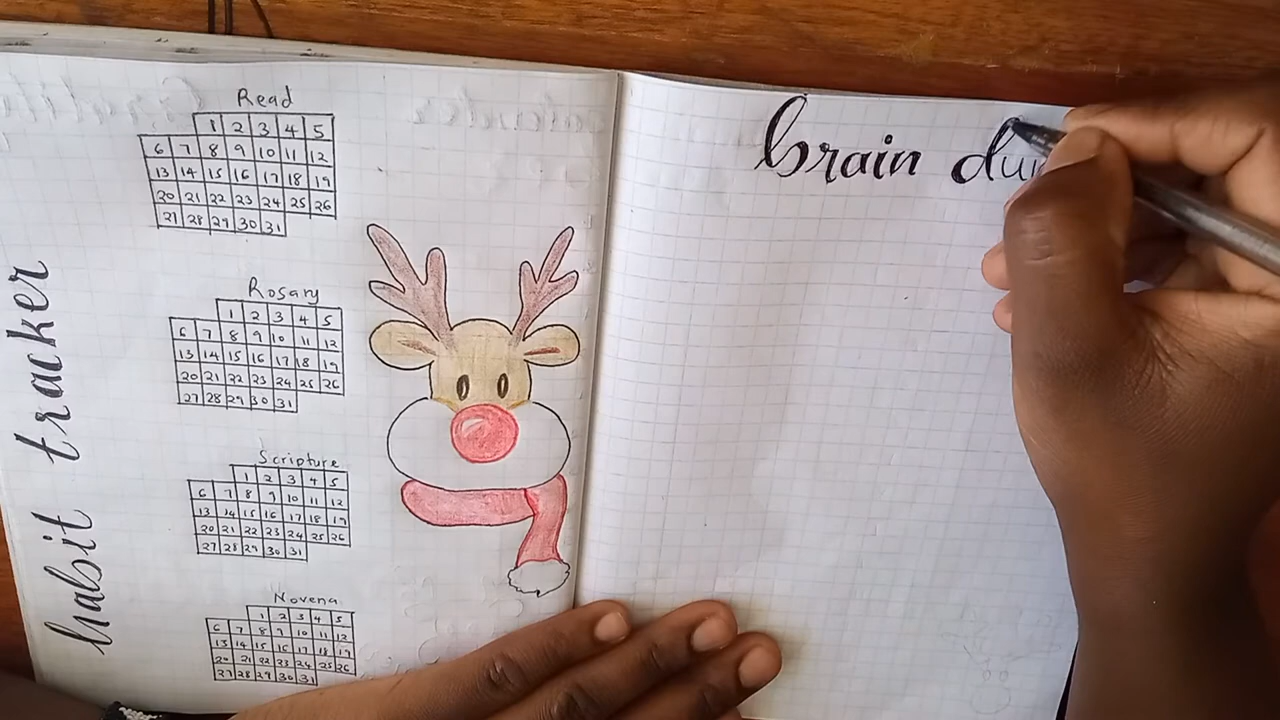 habit tracker
Read
1 2 3 4 5
6 7 8 9 10 11 12
13 14 15 16 17 18 19
20 21 22 23 24 25 26
27 28 29 30 31
Rosary
1 2 3 4 5
6 7 8 9 10 11 12
13 14 15 16 17 18 19
20 21 22 23 24 25 26
27 28 29 30 31
Scripture
1 2 3 4 5
6 7 8 9 10 11 12
13 14 15 16 17 18 19
20 21 22 23 24 25 26
27 28 29 30 31
Novena
1 2 3 4 5
6 7 8 9 10 11 12
13 14 15 16 17 18 19
20 21 22 23 24 25 26
27 28 29 30 31
brain du